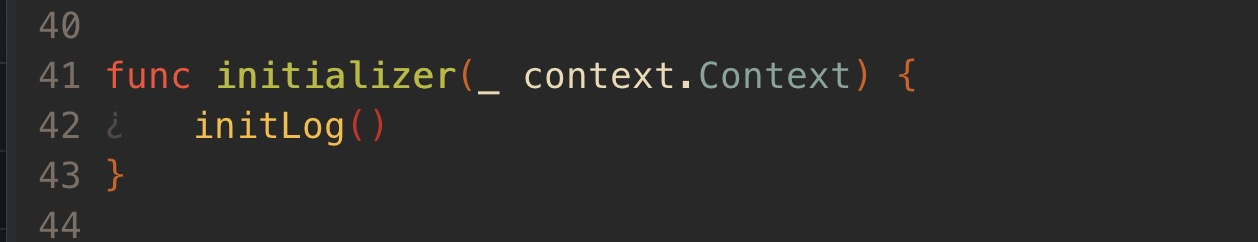 40
41 func initializer(_ context.Context) {
42 ¿   initLog()
43 }
44